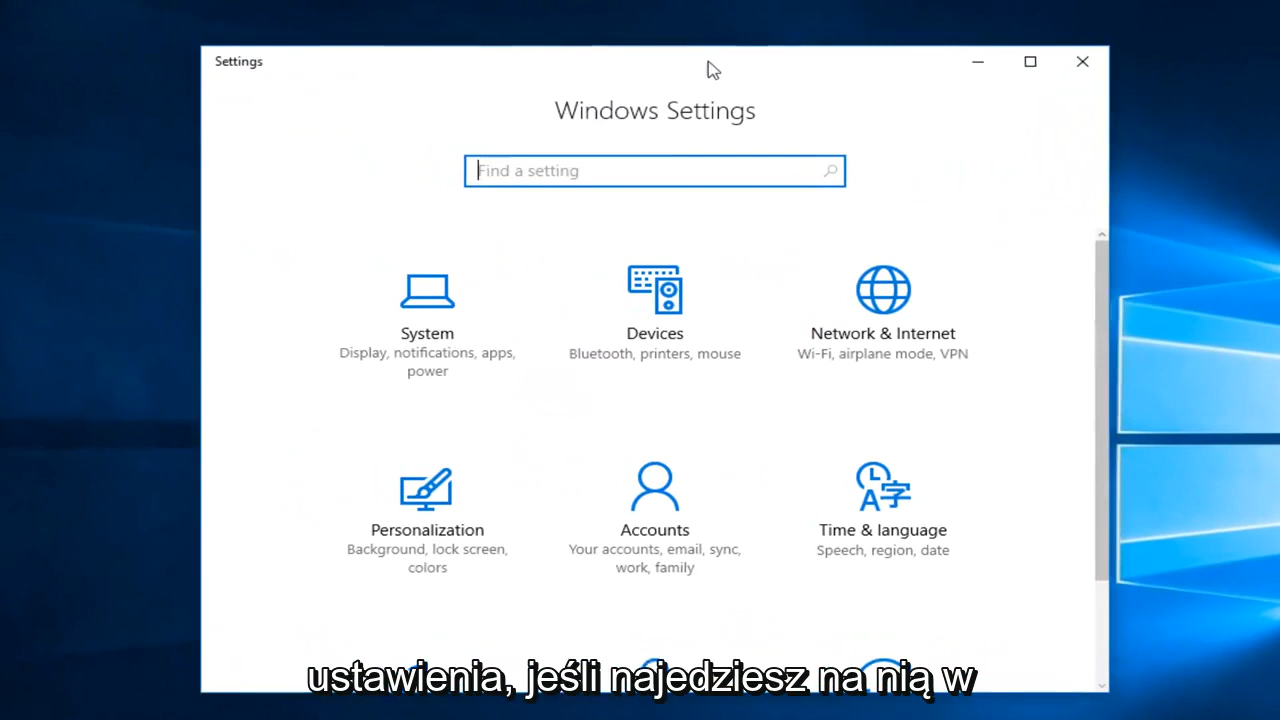 Settings
Windows Settings
Find a setting
System
Display, notifications, apps,
power
Devices
Bluetooth, printers, mouse
Network & Internet
Wi-Fi, airplane mode, VPN
Personalization
Background, lock screen,
colors
Accounts
Your accounts, email, sync,
work, family
Time & language
Speech, region, date
ustawienia, jeśli najedziesz na nią w